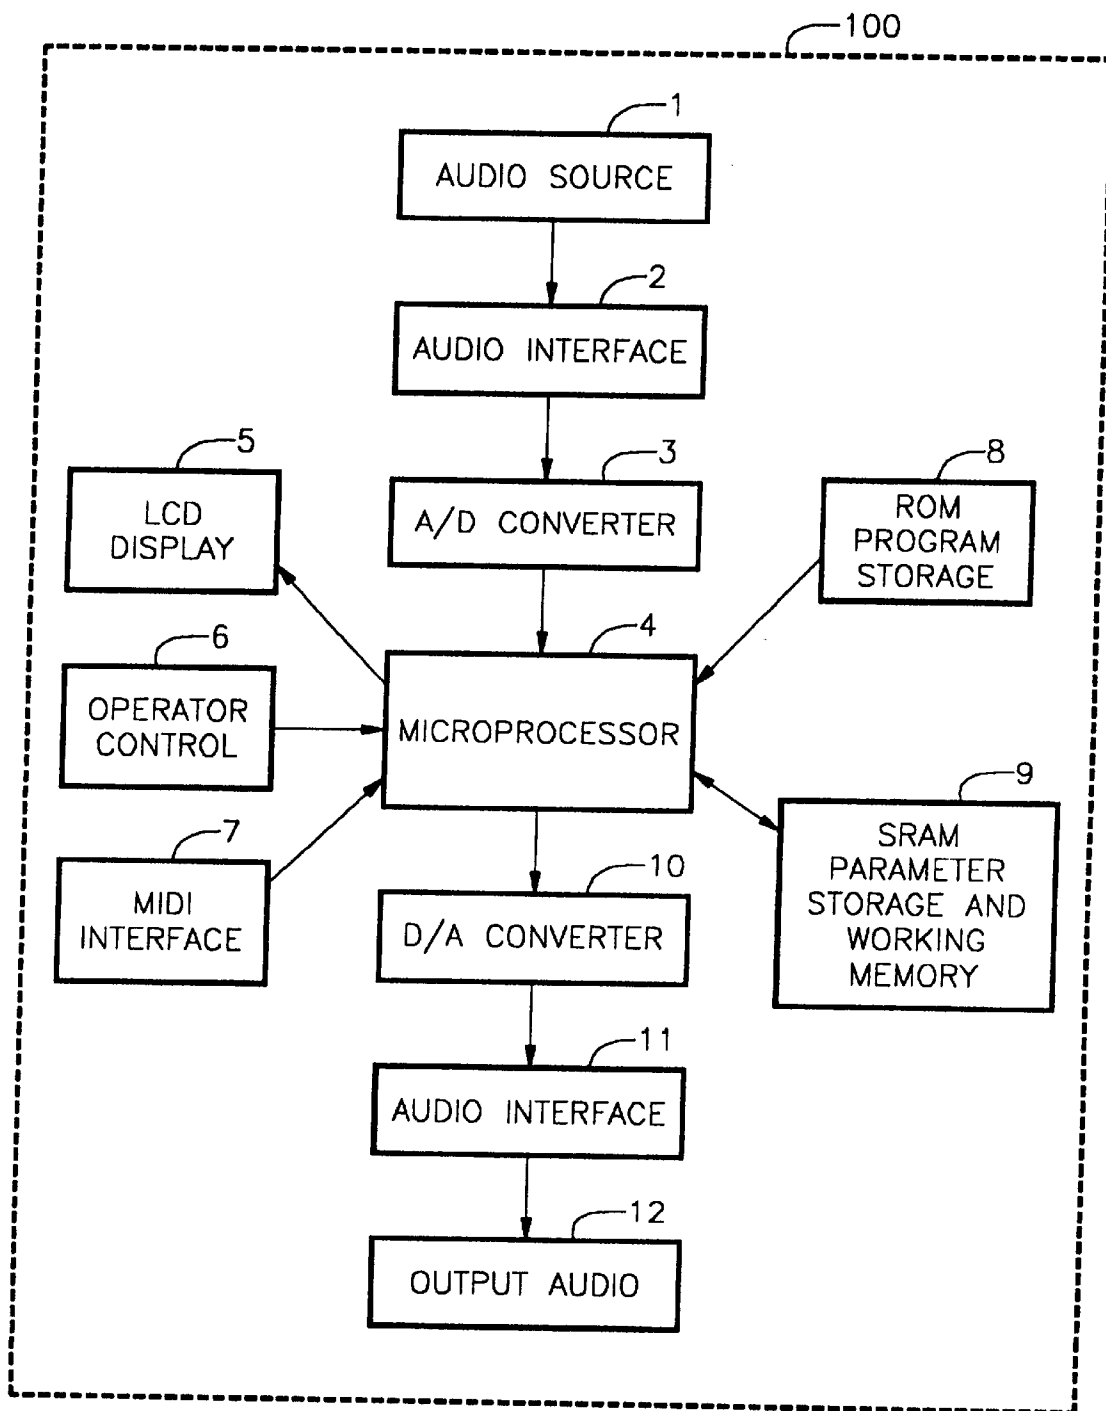 100
1
AUDIO SOURCE
2
AUDIO INTERFACE
3
A/D CONVERTER
5
LCD
DISPLAY
8
ROM
PROGRAM
STORAGE
4
MICROPROCESSOR
6
OPERATOR
CONTROL
7
MIDI
INTERFACE
9
SRAM
PARAMETER
STORAGE AND
WORKING
MEMORY
10
D/A CONVERTER
11
AUDIO INTERFACE
12
OUTPUT AUDIO